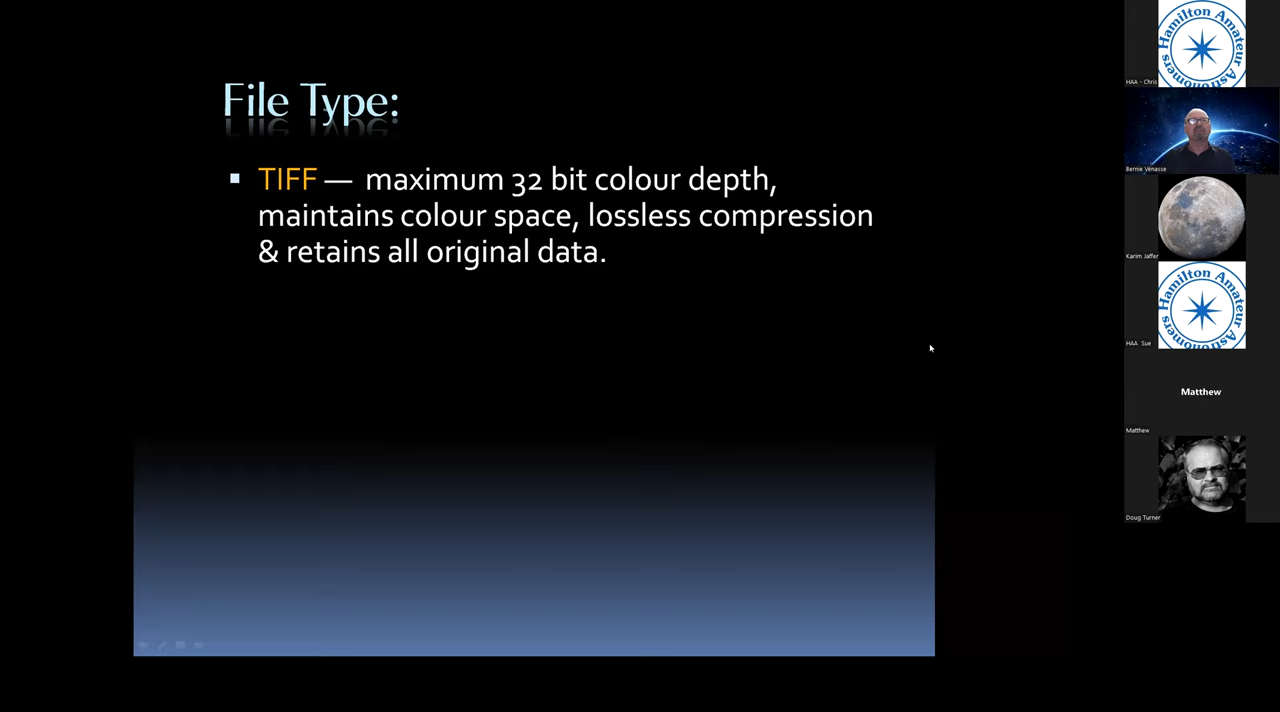 File Type:
TIFF — maximum 32 bit colour depth,
maintains colour space, lossless compression
& retains all original data.
Hamilton Amateur Astronomers
HAA - Chris
Bernie Venasse
Karim Jaffer
Hamilton Amateur Astronomers
HAA Sue
Matthew
Matthew
Doug Turner